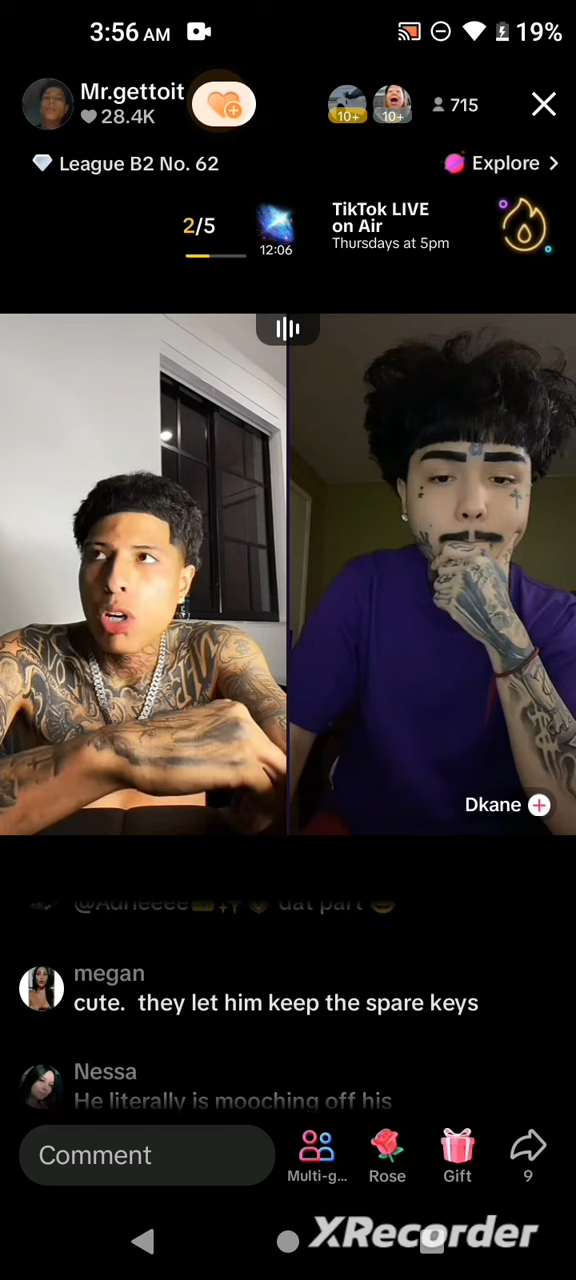 3:56 AM
19%
Mr.gettoit
28.4K
10+
10+
715
League B2 No. 62
Explore >
2/5
12:06
TikTok LIVE
on Air
Thursdays at 5pm
Dkane
dat part
megan
cute. they let him keep the spare keys
Nessa
He literally is mooching off his
Comment
Multi-g...
Rose
Gift
9
XRecorder